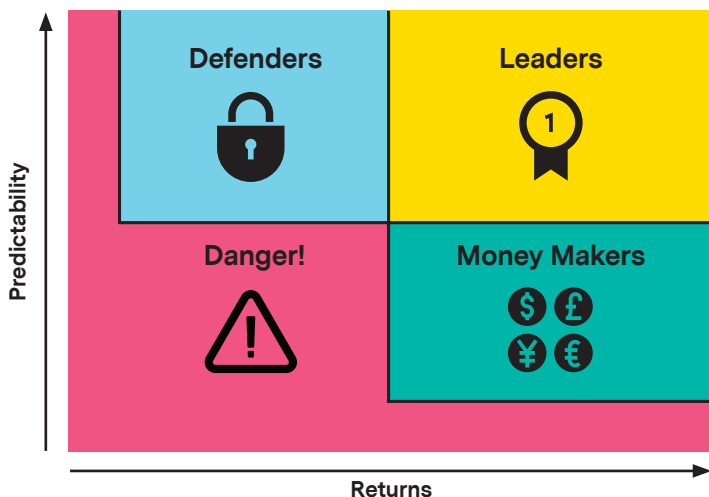 Defenders
Leaders
1
Danger!
Money Makers
$ £
¥ €
Predictability
Returns